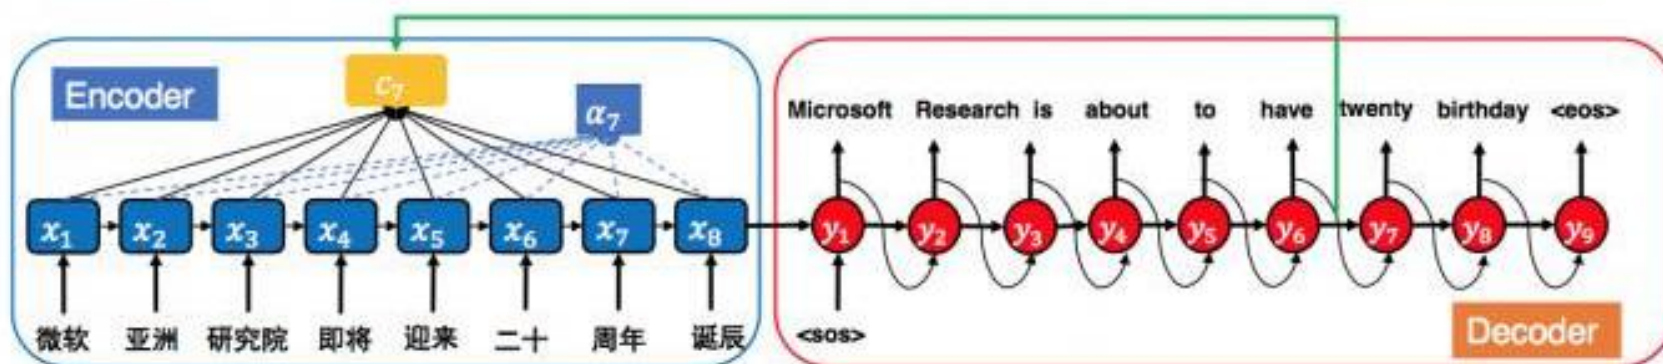 Encoder
c₇
α₇
x₁ x₂ x₃ x₄ x₅ x₆ x₇ x₈
微软 亚洲 研究院 即将 迎来 二十 周年 诞辰
Microsoft Research is about to have twenty birthday <eos>
y₁ y₂ y₃ y₄ y₅ y₆ y₇ y₈ y₉
<sos>
Decoder